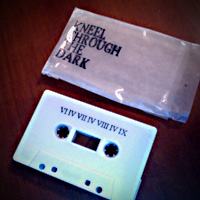 KNEEL
THROUGH
THE
DARK
VI IV VII IV VIII IV IX